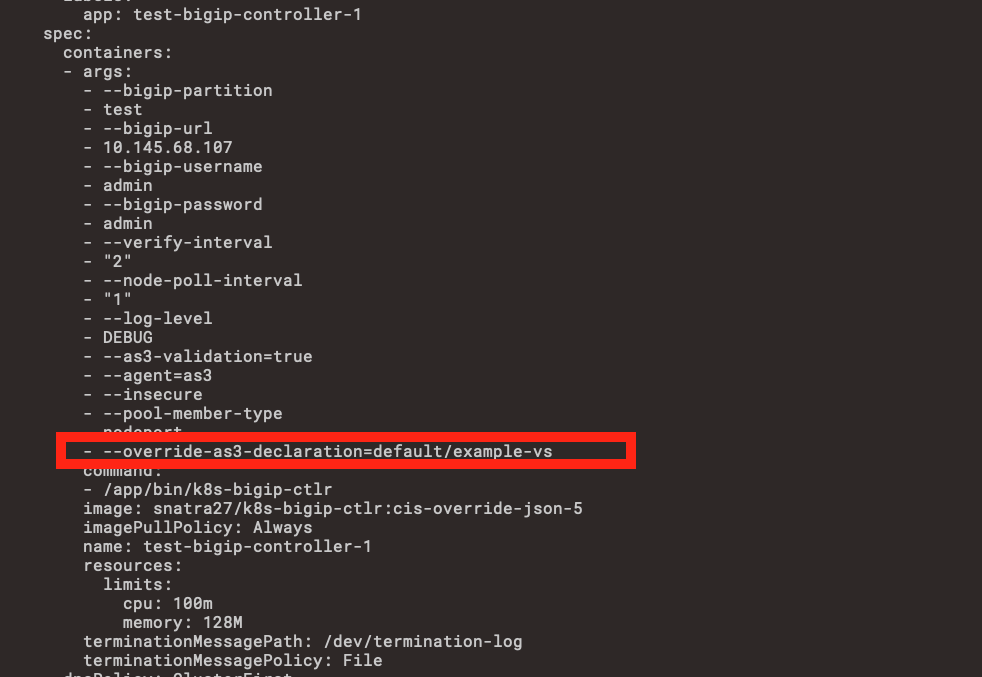 app: test-bigip-controller-1
spec:
containers:
- args:
- --bigip-partition
- test
- --bigip-url
- 10.145.68.107
- --bigip-username
- admin
- --bigip-password
- admin
- --verify-interval
- "2"
- --node-poll-interval
- "1"
- --log-level
- DEBUG
- --as3-validation=true
- --agent=as3
- --insecure
- --pool-member-type
- nodeport
- --override-as3-declaration=default/example-vs
command:
- /app/bin/k8s-bigip-ctlr
image: snatra27/k8s-bigip-ctlr:cis-override-json-5
imagePullPolicy: Always
name: test-bigip-controller-1
resources:
limits:
cpu: 100m
memory: 128M
terminationMessagePath: /dev/termination-log
terminationMessagePolicy: File
dnsPolicy: ClusterFirst